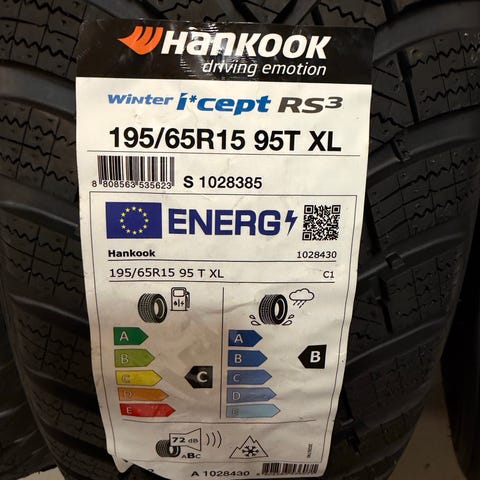 HANKOOK
driving emotion
Winter i*cept RS3
195/65R15 95T XL
8 808563 535623
S 1028385
ENERG
Hankook
1028430
195/65R15 95 T XL
C1
A
B
C
D
E
C
A
B
C
D
E
B
72 dB
ABC
A 1028430